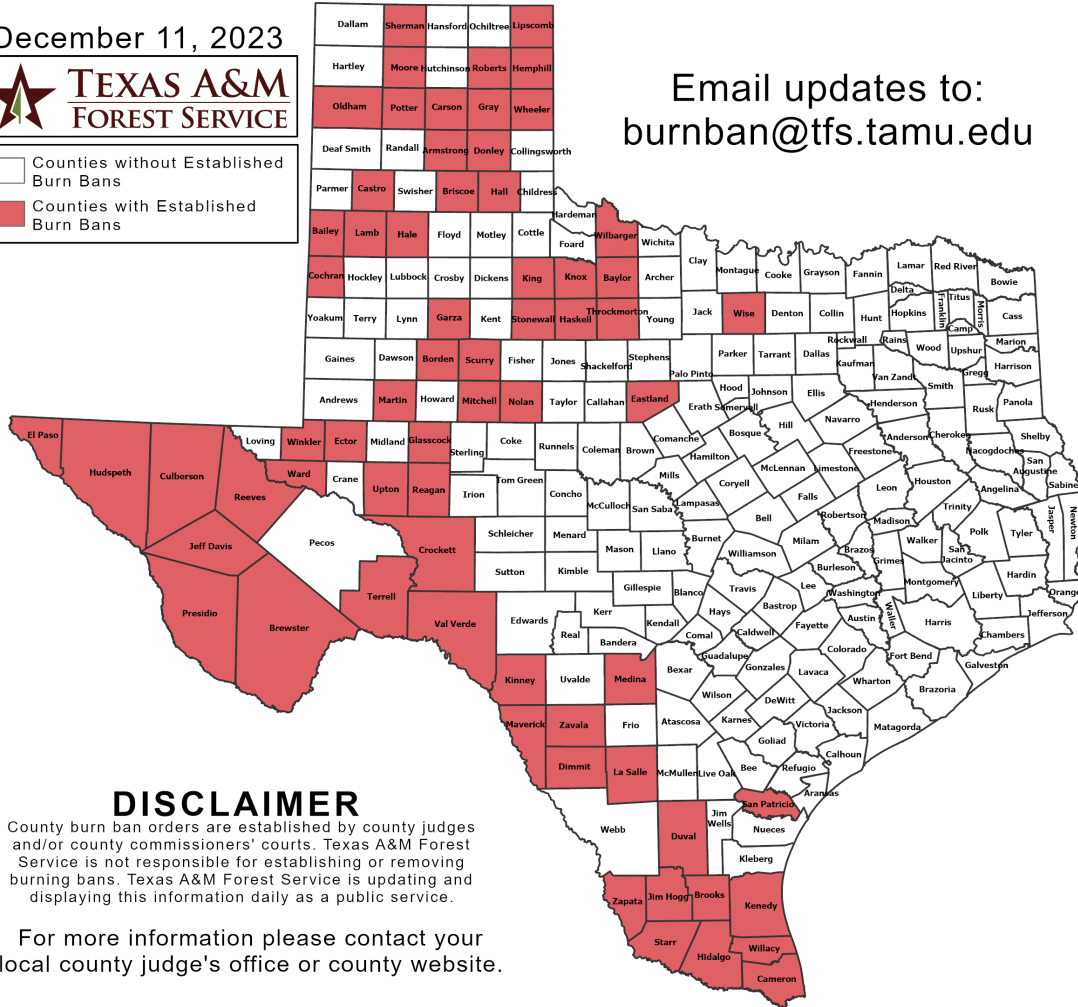 December 11, 2023
TEXAS A&M
FOREST SERVICE
Counties without Established
Burn Bans
Counties with Established
Burn Bans
Email updates to:
burnban@tfs.tamu.edu
Dallam Sherman Hansford Ochiltree Lipscomb
Hartley Moore Hutchinson Roberts Hemphill
Oldham Potter Carson Gray Wheeler
Deaf Smith Randall Armstrong Donley Collingsworth
Parmer Castro Swisher Briscoe Hall Childress
Hardeman
Bailey Lamb Hale Floyd Motley Cottle Foard Wilbarger Wichita
Clay Montague Cooke Grayson Fannin Lamar Red River Bowie
Cochran Hockley Lubbock Crosby Dickens King Knox Baylor Archer
Delta Franklin Titus Morris
Yoakum Terry Lynn Garza Kent Stonewall Haskell Throckmorton Young Jack Wise Denton Collin Hunt Hopkins Camp Cass
Rockwall Rains Wood Upshur Marion
Gaines Dawson Borden Scurry Fisher Jones Shackelford Stephens Palo Pinto Parker Tarrant Dallas Kaufman Van Zandt Gregg Harrison
Andrews Martin Howard Mitchell Nolan Taylor Callahan Eastland Erath Hood Somervell Johnson Ellis Henderson Smith Rusk Panola
El Paso Hudspeth Culberson Reeves Loving Winkler Ector Midland Glasscock Sterling Coke Runnels Coleman Brown Comanche Bosque Hill Navarro Anderson Cherokee Nacogdoches Shelby
Ward Crane Upton Reagan Irion Tom Green Concho McCulloch San Saba Mills Hamilton Coryell McLennan Limestone Freestone Leon Houston Angelina San
Augustine Sabine
Jeff Davis Pecos Crockett Schleicher Menard Mason Llano Lampasas Burnet Bell Falls Robertson Madison Trinity Polk Tyler Jasper Newton
Sutton Kimble Williamson Milam Brazos Grimes Walker San
Jacinto Hardin
Presidio Brewster Terrell Val Verde Edwards Real Kerr Gillespie Blanco Travis Lee Burleson Washington Montgomery Liberty Orange
Bandera Kendall Hays Comal Caldwell Bastrop Fayette Austin Waller Harris Chambers Jefferson
Kinney Uvalde Medina Bexar Guadalupe Gonzales Lavaca Colorado Fort Bend Galveston
Wilson Wharton Brazoria
Maverick Zavala Frio Atascosa Karnes DeWitt Victoria Jackson Matagorda
Goliad Calhoun
Dimmit La Salle McMullen Live Oak Bee Refugio Aransas
Webb Duval Jim
Wells San Patricio Nueces
Kleberg
Zapata Jim Hogg Brooks Kenedy
Starr Hidalgo Willacy
Cameron
DISCLAIMER
County burn ban orders are established by county judges
and/or county commissioners' courts. Texas A&M Forest
Service is not responsible for establishing or removing
burning bans. Texas A&M Forest Service is updating and
displaying this information daily as a public service.
For more information please contact your
local county judge's office or county website.